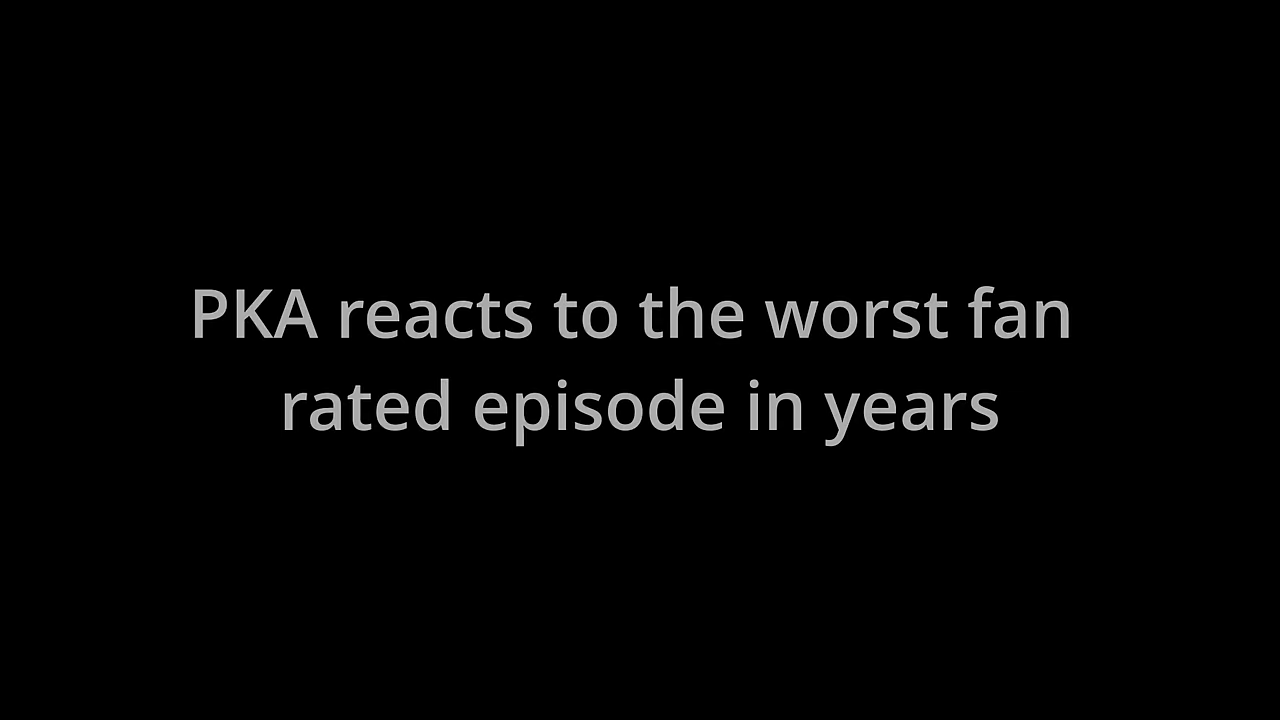 PKA reacts to the worst fan
rated episode in years